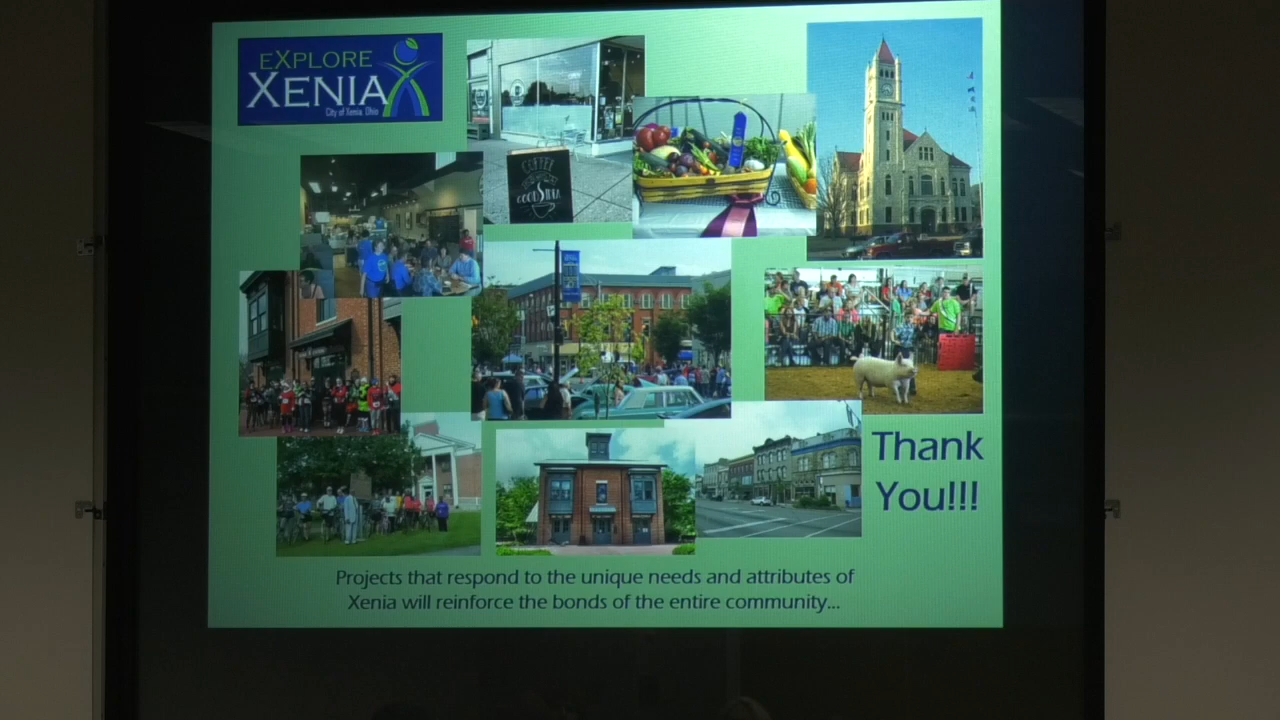 eXPLORE
XENIA
City of Xenia, Ohio
COFFEE
GOOD
Thank
You!!!
Projects that respond to the unique needs and attributes of
Xenia will reinforce the bonds of the entire community...